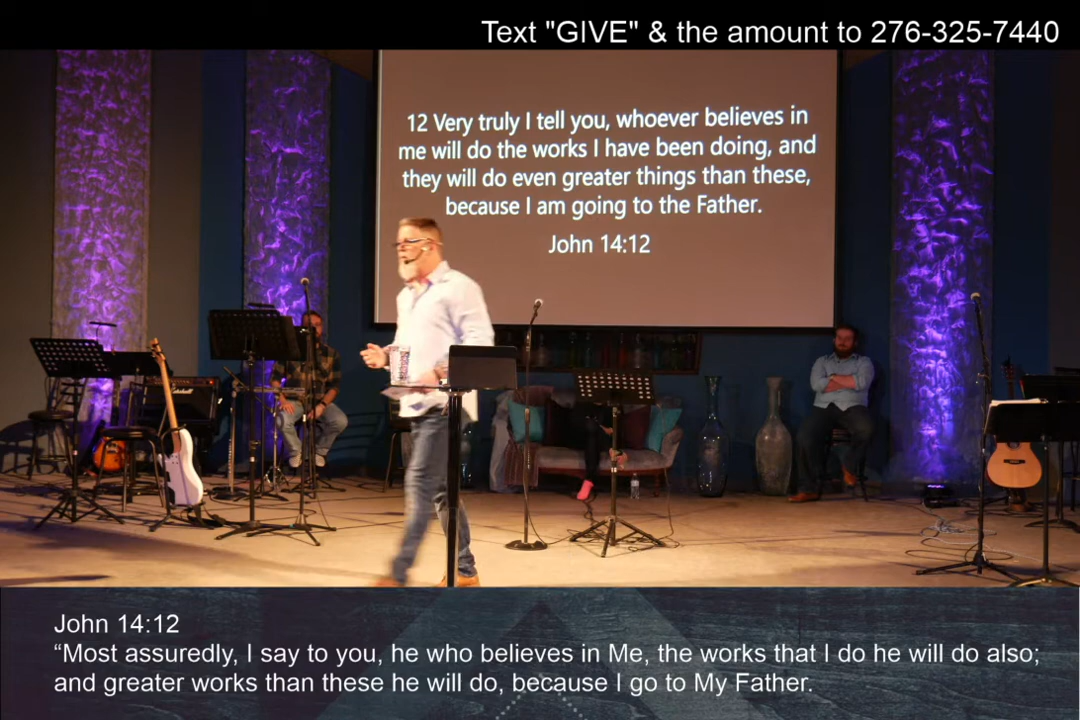 Text "GIVE" & the amount to 276-325-7440
12 Very truly I tell you, whoever believes in
me will do the works I have been doing, and
they will do even greater things than these,
because I am going to the Father.
John 14:12
John 14:12
“Most assuredly, I say to you, he who believes in Me, the works that I do he will do also;
and greater works than these he will do, because I go to My Father.